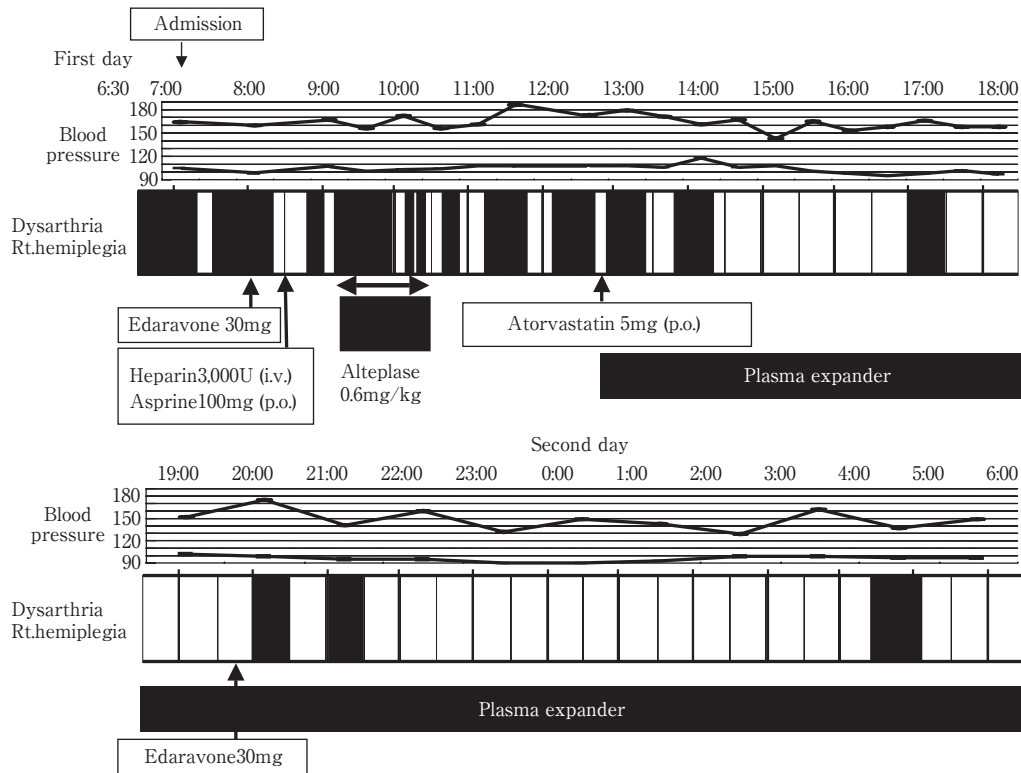 Admission
First day
6:30 7:00 8:00 9:00 10:00 11:00 12:00 13:00 14:00 15:00 16:00 17:00 18:00
180
Blood
150
pressure
120
90
Dysarthria
Rt.hemiplegia
Edaravone 30mg
Heparin3,000U (i.v.)
Asprine100mg (p.o.)
Alteplase
0.6mg/kg
Atorvastatin 5mg (p.o.)
Plasma expander
Second day
19:00 20:00 21:00 22:00 23:00 0:00 1:00 2:00 3:00 4:00 5:00 6:00
180
Blood
150
pressure
120
90
Dysarthria
Rt.hemiplegia
Plasma expander
Edaravone30mg